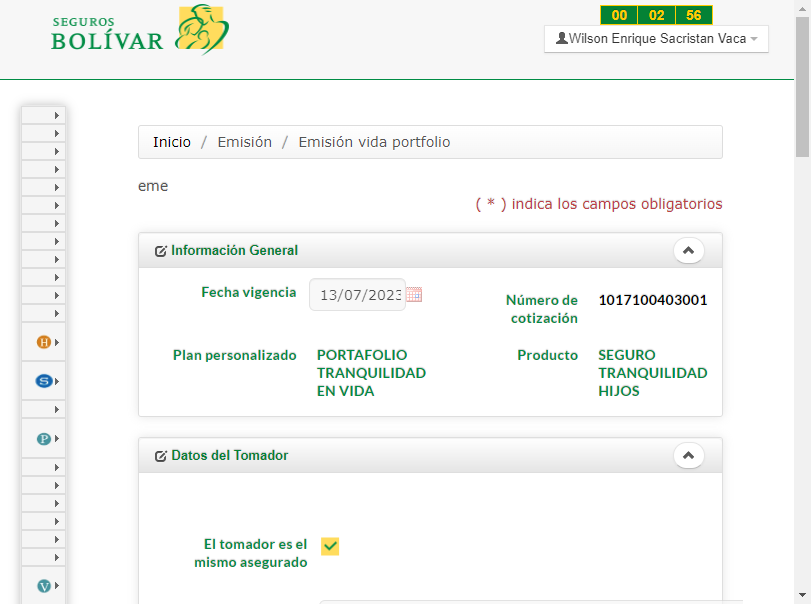 SEGUROS
BOLÍVAR
00 02 56
Wilson Enrique Sacristan Vaca
Inicio / Emisión / Emisión vida portfolio
eme
( * ) indica los campos obligatorios
Información General
Fecha vigencia
13/07/2023
Número de
cotización
1017100403001
Plan personalizado
PORTAFOLIO
TRANQUILIDAD
EN VIDA
Producto
SEGURO
TRANQUILIDAD
HIJOS
H
S
P
V
Datos del Tomador
El tomador es el
mismo asegurado